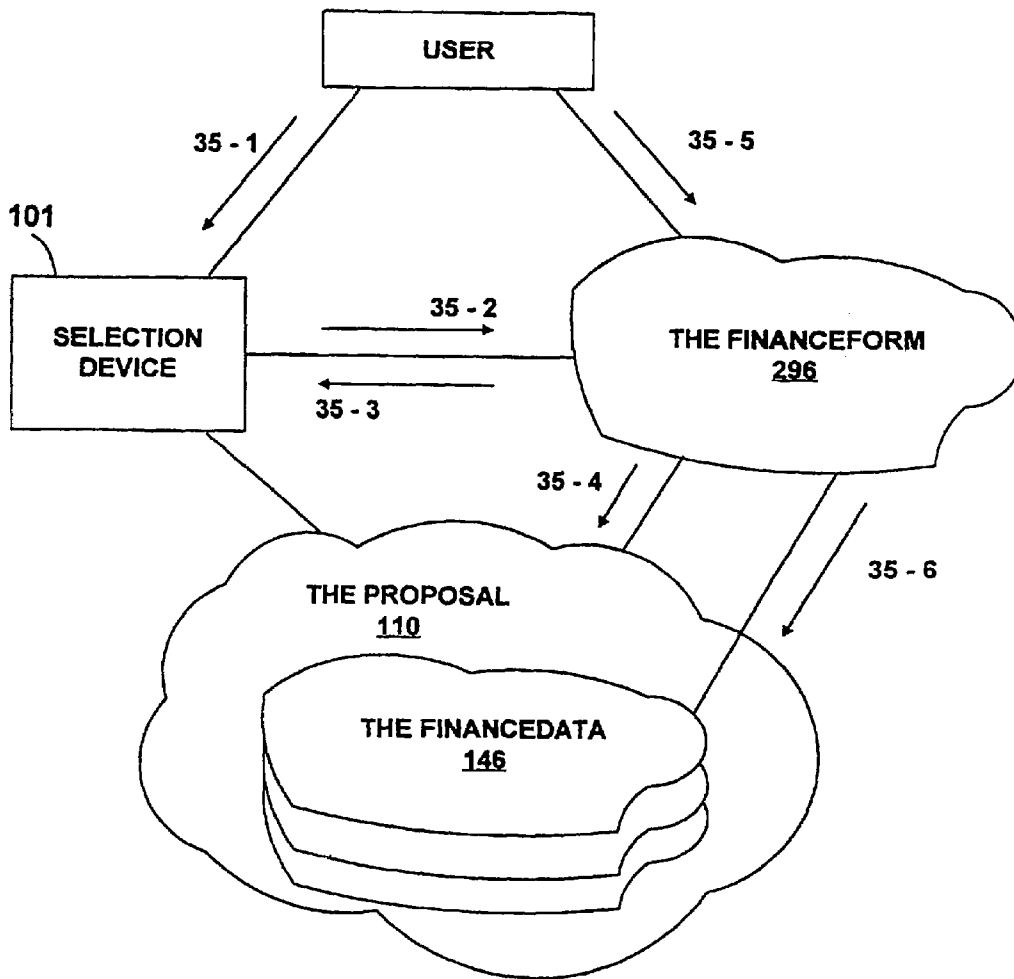 USER
35 - 1
35 - 5
101
SELECTION
DEVICE
35 - 2
35 - 3
THE FINANCEFORM
296
35 - 4
35 - 6
THE PROPOSAL
110
THE FINANCEDATA
146